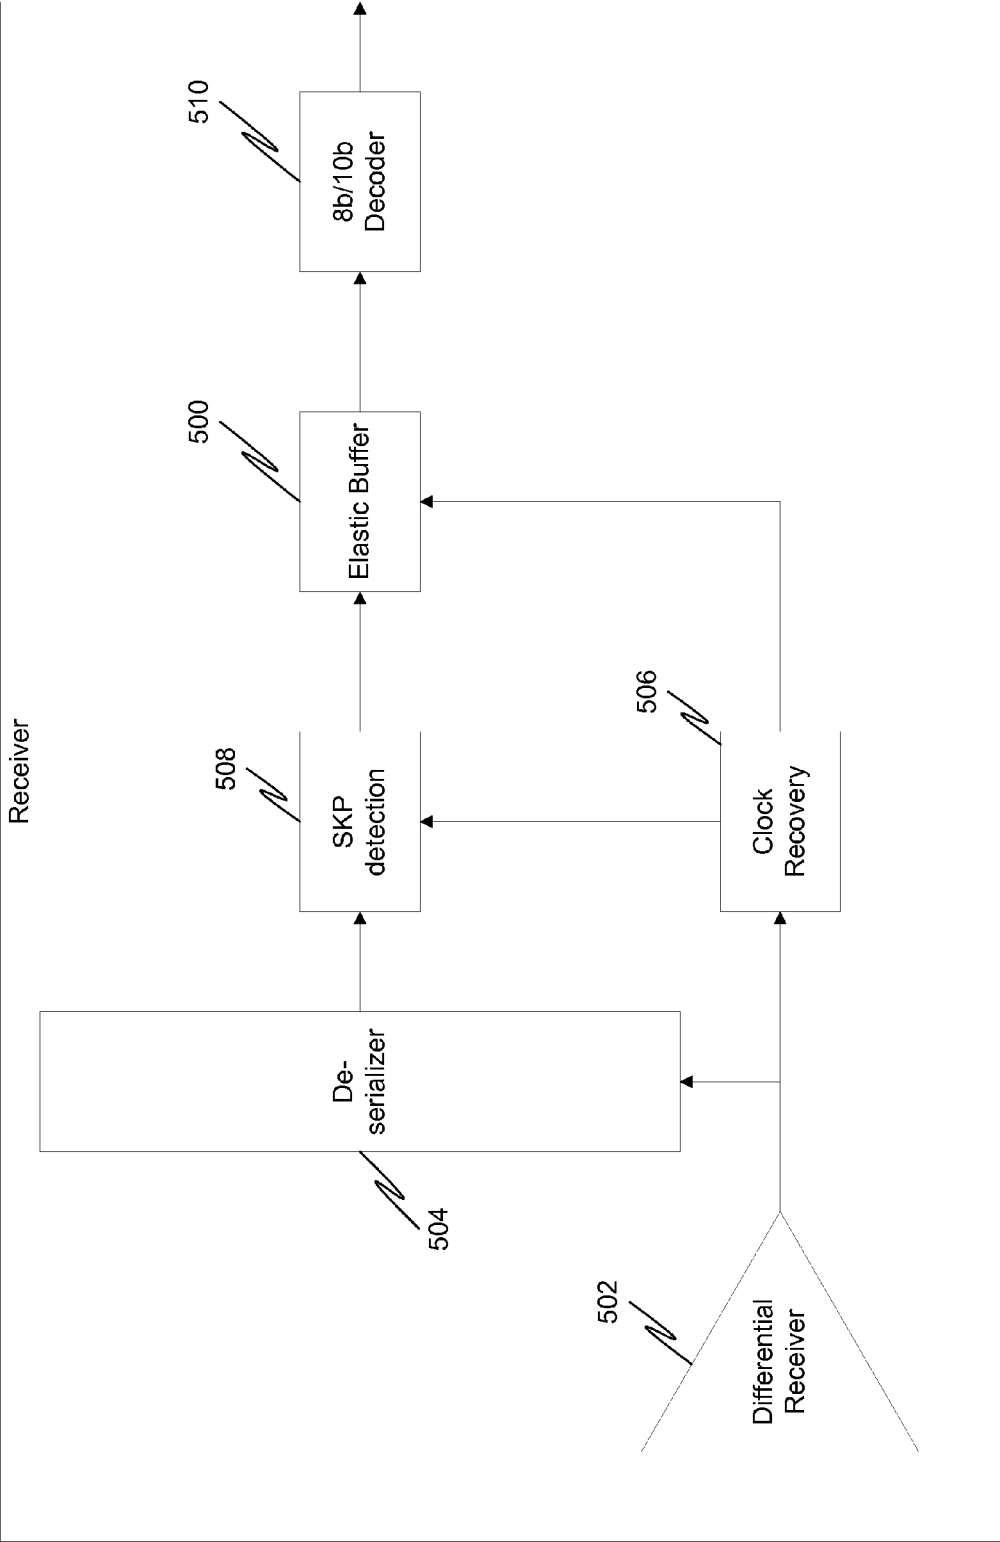 Receiver
502
Differential
Receiver
504
De-
serializer
508
SKP
detection
506
Clock
Recovery
500
Elastic Buffer
510
8b/10b
Decoder